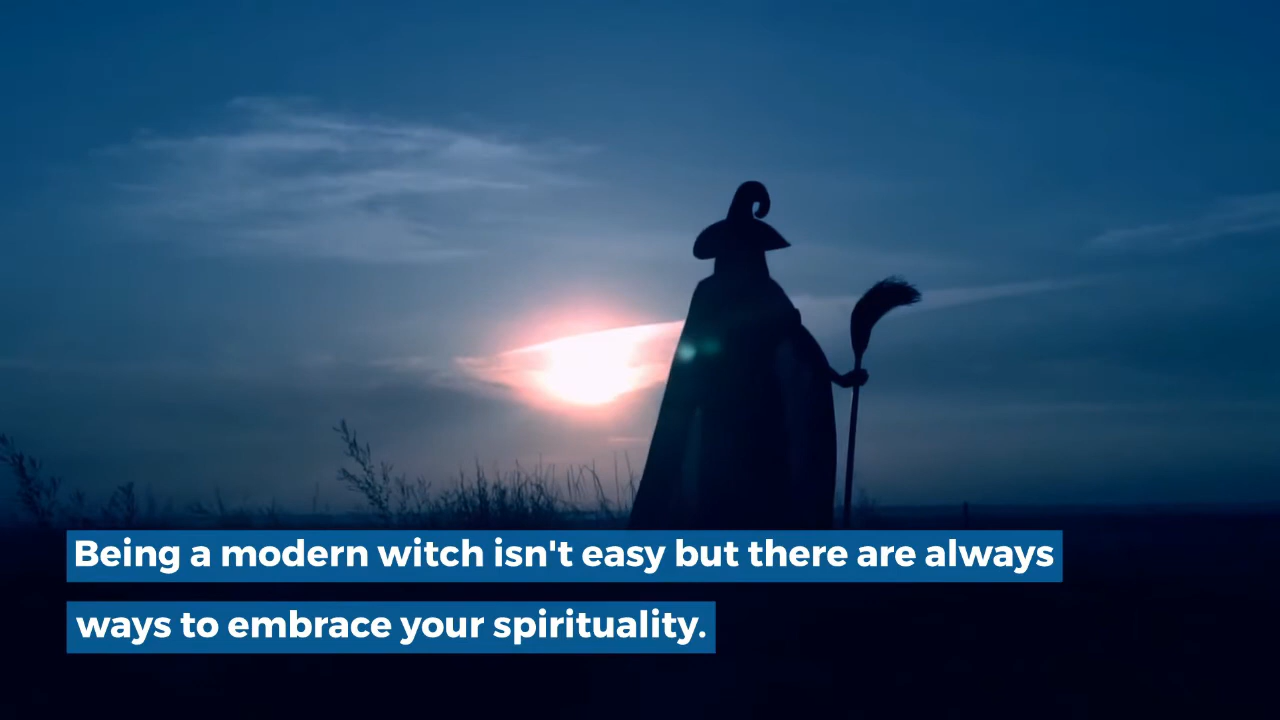 Being a modern witch isn't easy but there are always
ways to embrace your spirituality.